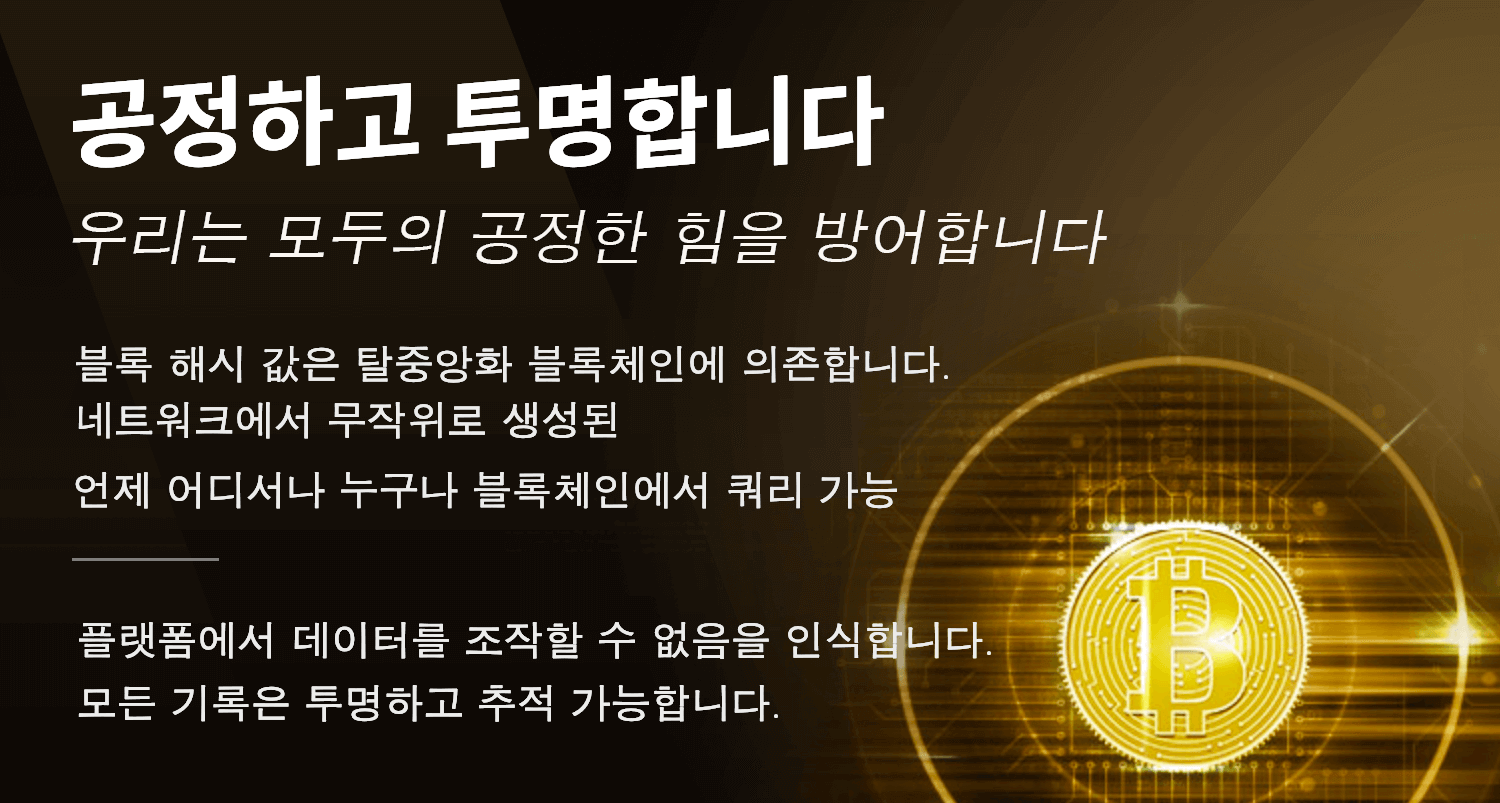 공정하고 투명합니다
우리는 모두의 공정한 힘을 방어합니다
블록 해시 값은 탈중앙화 블록체인에 의존합니다.
네트워크에서 무작위로 생성된
언제 어디서나 누구나 블록체인에서 쿼리 가능
플랫폼에서 데이터를 조작할 수 없음을 인식합니다.
모든 기록은 투명하고 추적 가능합니다.